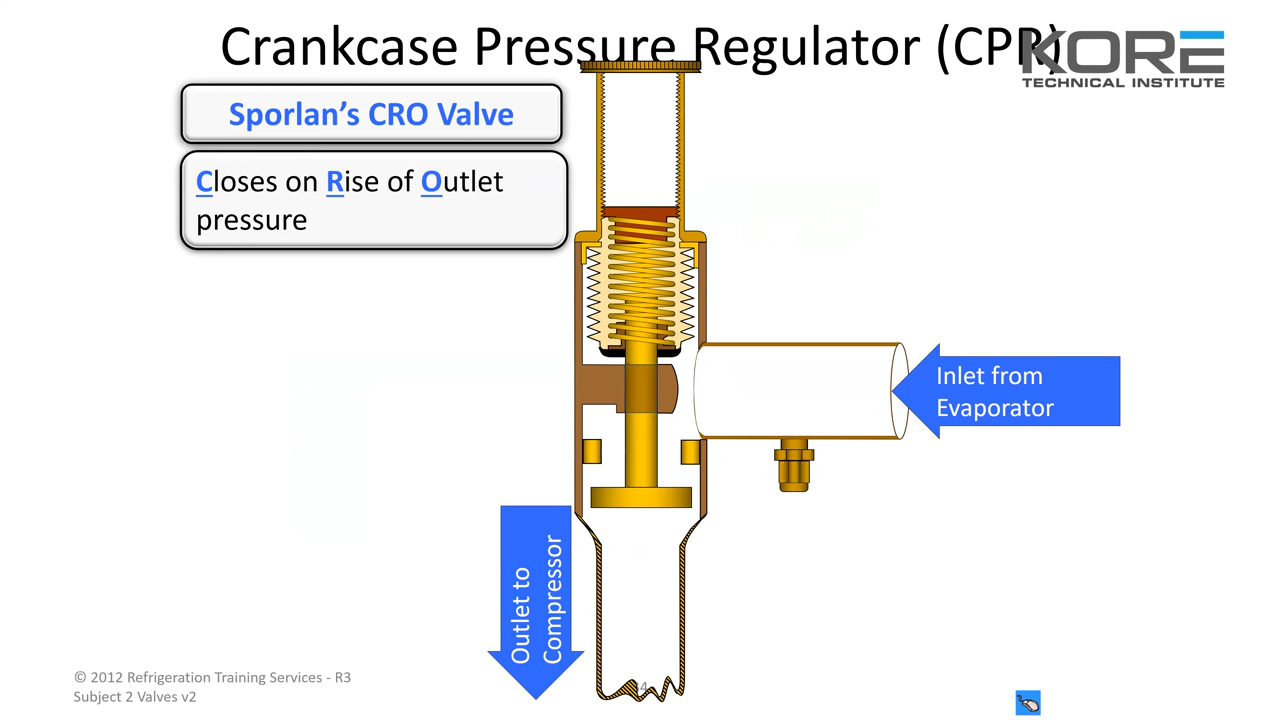 Crankcase Pressure Regulator (CPR)
KORE
TECHNICAL INSTITUTE
Sporlan’s CRO Valve
Closes on Rise of Outlet
pressure
Inlet from
Evaporator
Outlet to
Compressor
© 2012 Refrigeration Training Services - R3
Subject 2 Valves v2